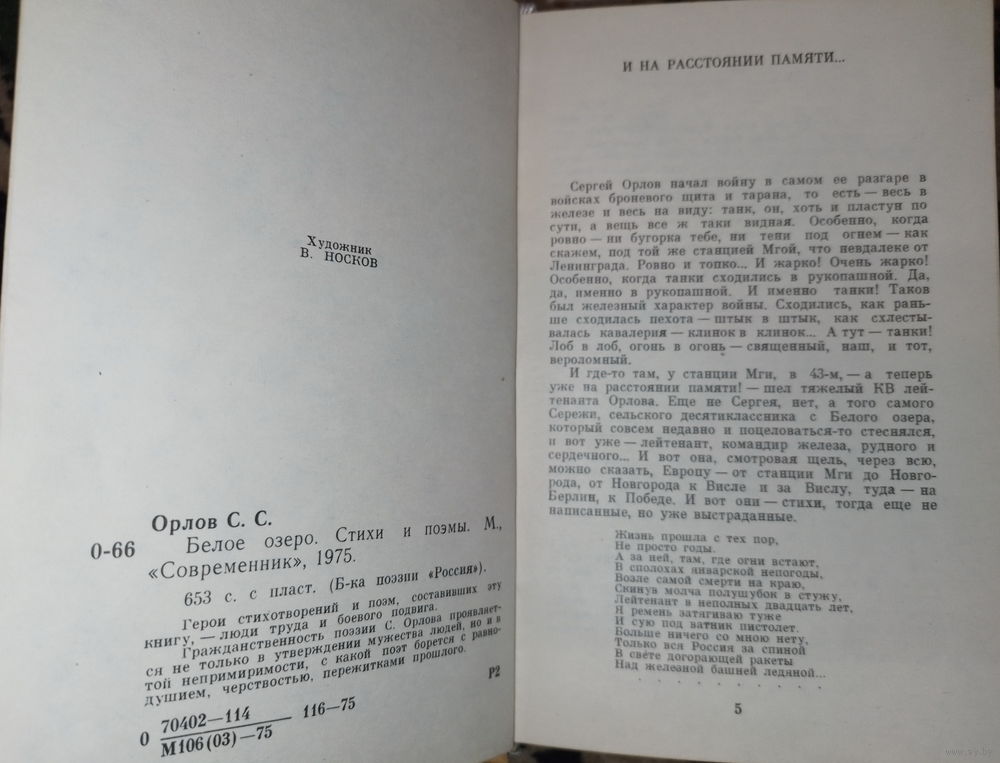 Художник
В. НОСКОВ
Орлов С. С.
О-66
Белое озеро. Стихи и поэмы. М.,
«Современник», 1975.
653 с. с пласт. (Б-ка поэзии «Россия»).
Герои стихотворений и поэм, составивших эту
книгу, — люди труда и боевого подвига.
Гражданственность поэзии С. Орлова проявляет-
ся не только в утверждении мужества людей, но и в
той непримиримости, с какой поэт борется с равно-
душием, черствостью, пережитками прошлого.
Р2
О 70402—114 116—75
М106(03)—75
И НА РАССТОЯНИИ ПАМЯТИ...
Сергей Орлов начал войну в самом ее разгаре в
войсках броневого щита и тарана, то есть — весь в
железе и весь на виду: танк, он, хоть и пластун по
сути, а вещь все ж таки видная. Особенно, когда
ровно — ни бугорка тебе, ни тени под огнем — как
скажем, под той же станцией Мгой, что невдалеке от
Ленинграда. Ровно и топко... И жарко! Очень жарко!
Особенно, когда танки сходились в рукопашной. Да,
да, именно в рукопашной. И именно танки! Таков
был железный характер войны. Сходились, как рань-
ше сходилась пехота — штык в штык, как схлесты-
валась кавалерия — клинок в клинок... А тут — танки!
Лоб в лоб, огонь в огонь — священный, наш, и тот,
вероломный.
И где-то там, у станции Мги, в 43-м, — а теперь
уже на расстоянии памяти! — шел тяжелый КВ лей-
тенанта Орлова. Еще не Сергея, нет, а того самого
Сережи, сельского десятиклассника с Белого озера,
который совсем недавно и поцеловаться-то стеснялся,
и вот уже — лейтенант, командир железа, рудного и
сердечного... И вот она, смотровая щель, через всю,
можно сказать, Европу — от станции Мги до Новго-
рода, от Новгорода к Висле и за Вислу, туда — на
Берлин, к Победе. И вот они — стихи, тогда еще не
написанные, но уже выстраданные.
Жизнь прошла с тех пор,
Не просто годы.
А за ней, там, где огни встают,
В сполохах январской непогоды,
Возле самой смерти на краю,
Скинув молча полушубок в стужу,
Лейтенант в неполных двадцать лет,
Я ремень затягиваю туже
И сую под ватник пистолет.
Больше ничего со мною нету,
Только вся Россия за спиной
В свете догорающей ракеты
Над железной башней ледяной...
. . . . . . . . . .
5
www.ay.by